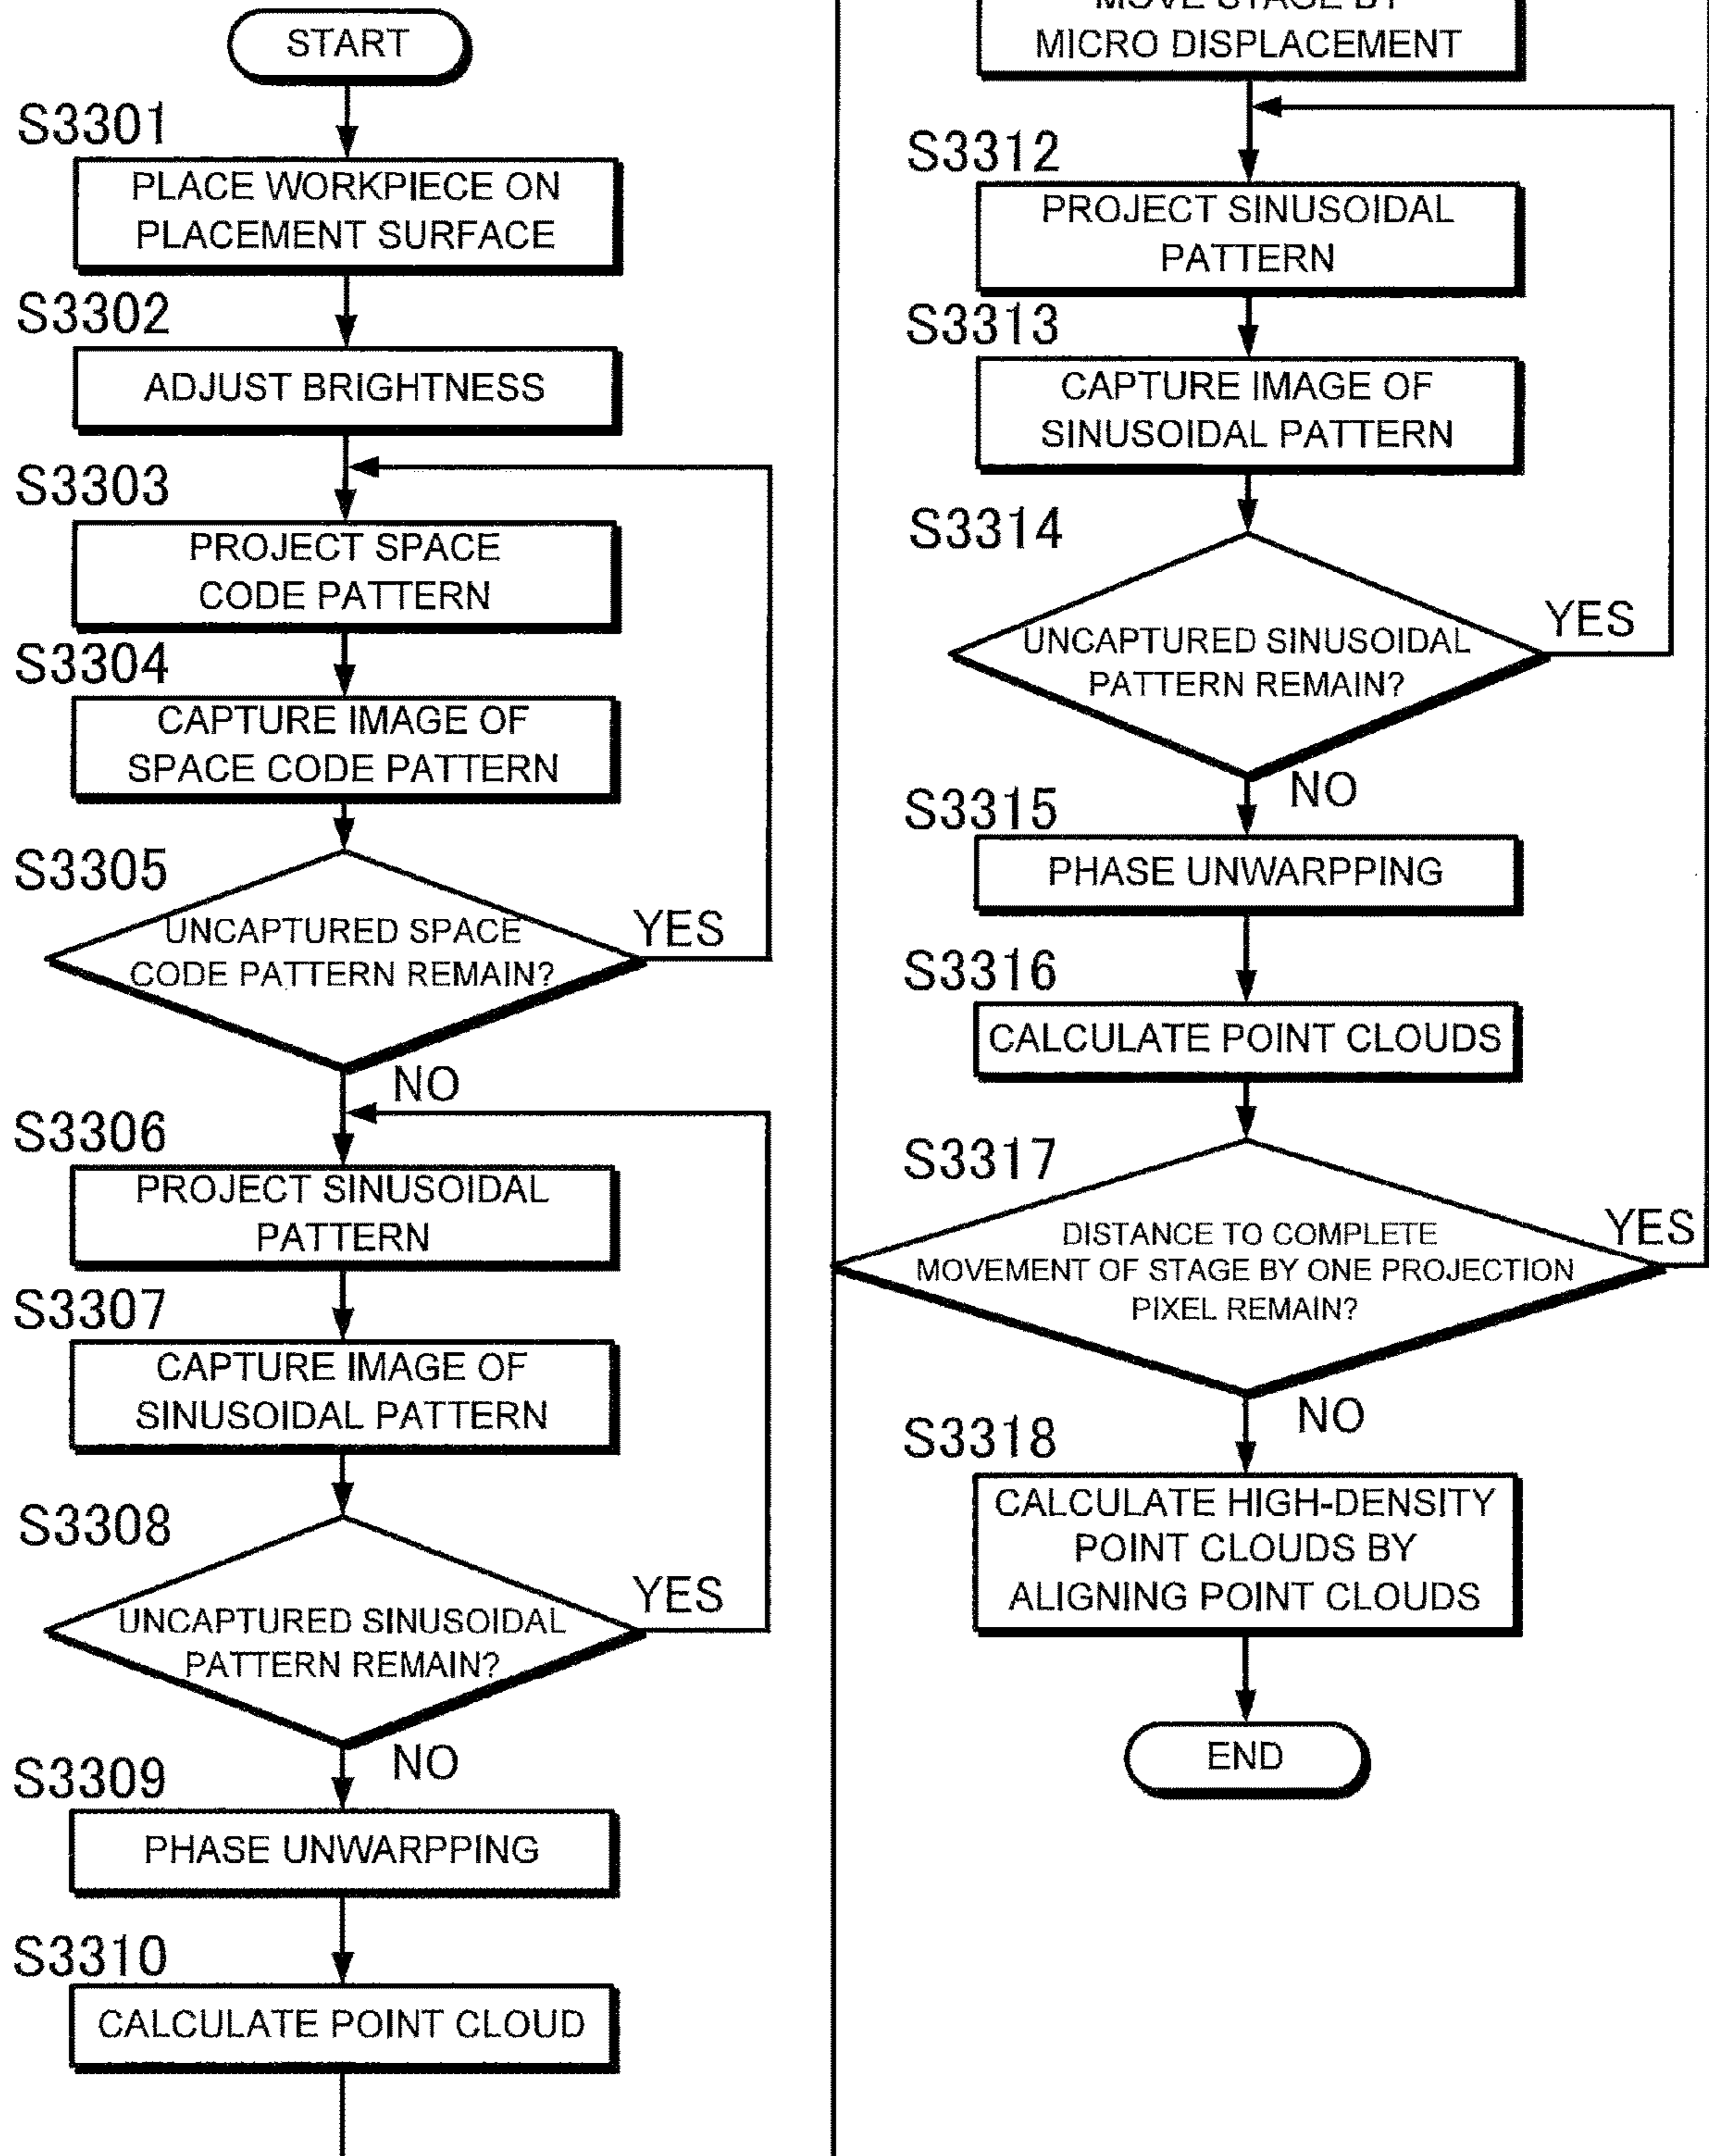 START
S3301
PLACE WORKPIECE ON
PLACEMENT SURFACE
S3302
ADJUST BRIGHTNESS
S3303
PROJECT SPACE
CODE PATTERN
S3304
CAPTURE IMAGE OF
SPACE CODE PATTERN
S3305
UNCAPTURED SPACE
CODE PATTERN REMAIN?
YES
NO
S3306
PROJECT SINUSOIDAL
PATTERN
S3307
CAPTURE IMAGE OF
SINUSOIDAL PATTERN
S3308
UNCAPTURED SINUSOIDAL
PATTERN REMAIN?
YES
NO
S3309
PHASE UNWARPPING
S3310
CALCULATE POINT CLOUD
MOVE STAGE BY
MICRO DISPLACEMENT
S3312
PROJECT SINUSOIDAL
PATTERN
S3313
CAPTURE IMAGE OF
SINUSOIDAL PATTERN
S3314
UNCAPTURED SINUSOIDAL
PATTERN REMAIN?
YES
NO
S3315
PHASE UNWARPPING
S3316
CALCULATE POINT CLOUDS
S3317
DISTANCE TO COMPLETE
MOVEMENT OF STAGE BY ONE PROJECTION
PIXEL REMAIN?
YES
NO
S3318
CALCULATE HIGH-DENSITY
POINT CLOUDS BY
ALIGNING POINT CLOUDS
END